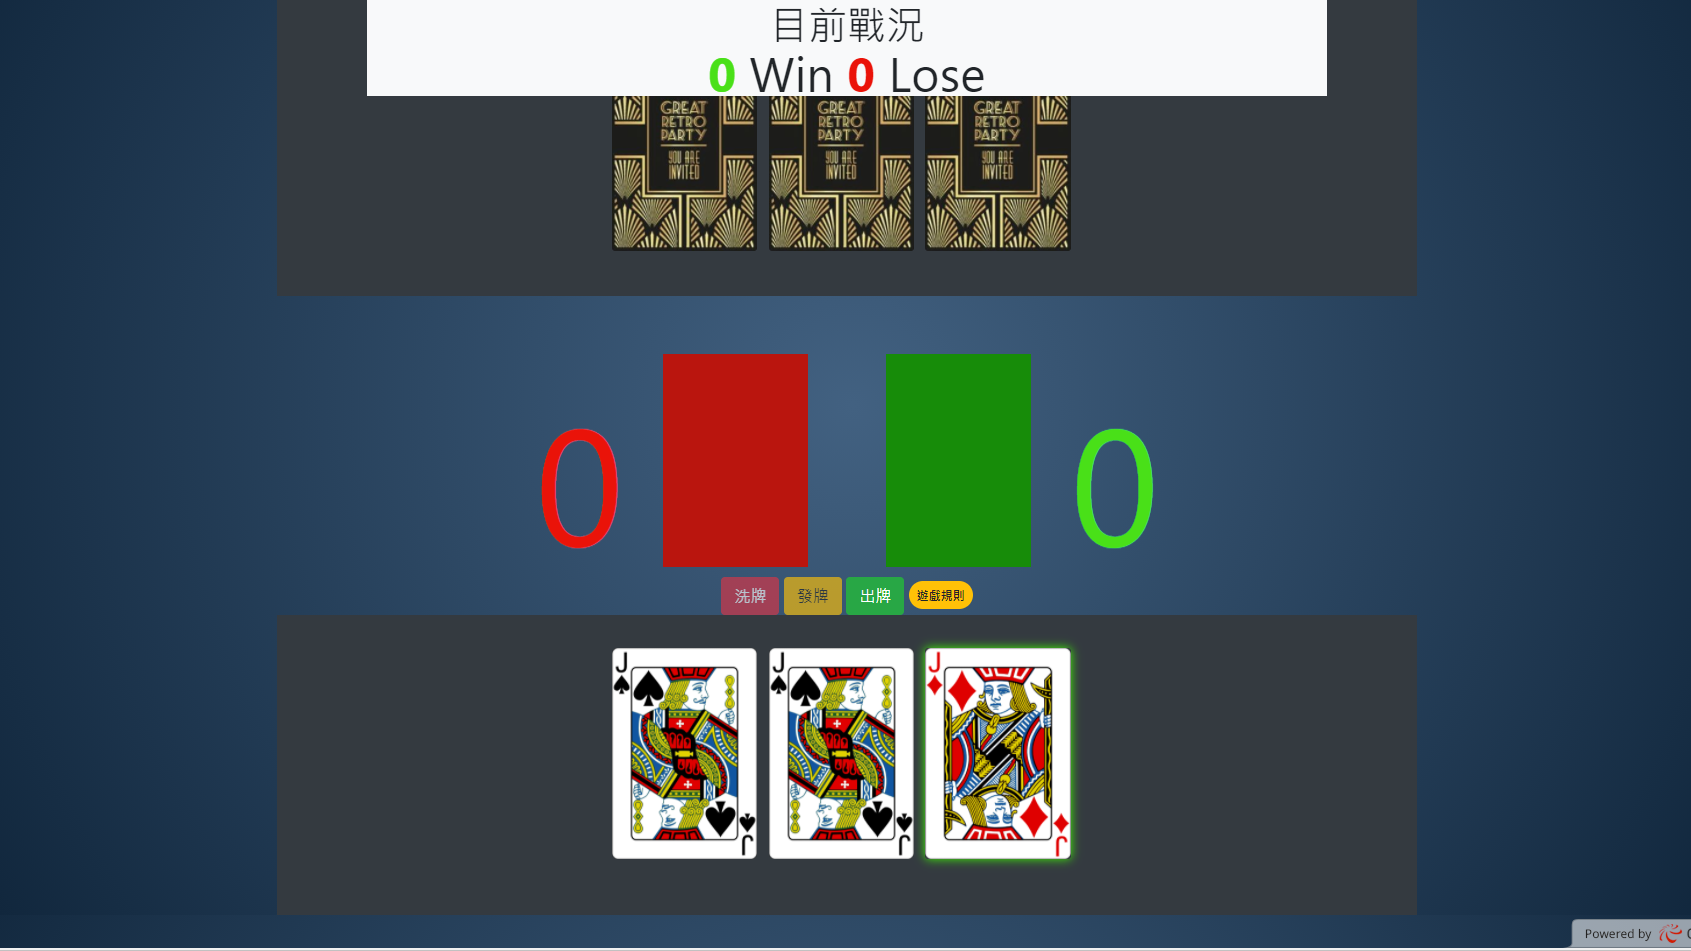 目前戰況
0 Win 0 Lose
GREAT RETRO PARTY YOU ARE INVITED
GREAT RETRO PARTY YOU ARE INVITED
GREAT RETRO PARTY YOU ARE INVITED
0
0
洗牌 發牌 出牌 遊戲規則
J J J
J J J
Powered by